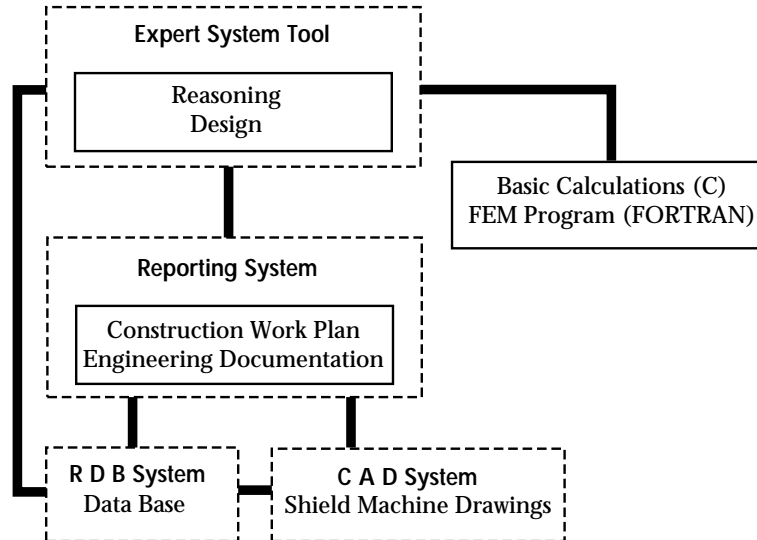 Expert System Tool
Reasoning
Design
Basic Calculations (C)
FEM Program (FORTRAN)
Reporting System
Construction Work Plan
Engineering Documentation
R D B System
Data Base
C A D System
Shield Machine Drawings